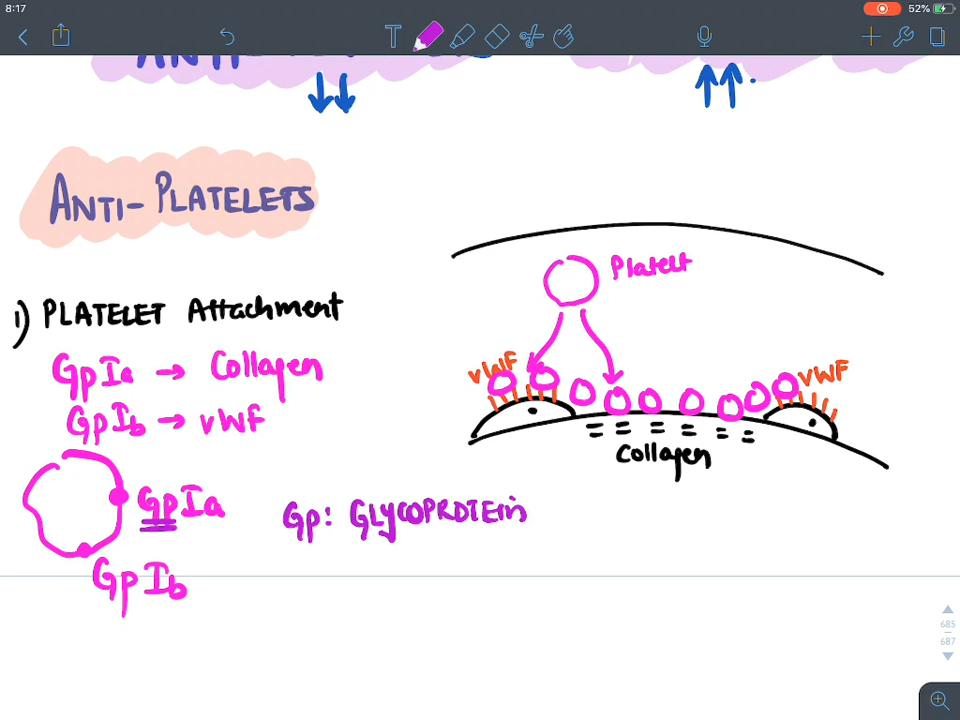 8:17
52%
T
ANTI-
ANTI-PLATELETS
Platelet
1) PLATELET Attachment
GpIa → Collagen
GpIb → vWF
vWF
vWF
Collagen
GpIa
Gp: GLYCOPROTEin
GpIb
685
687